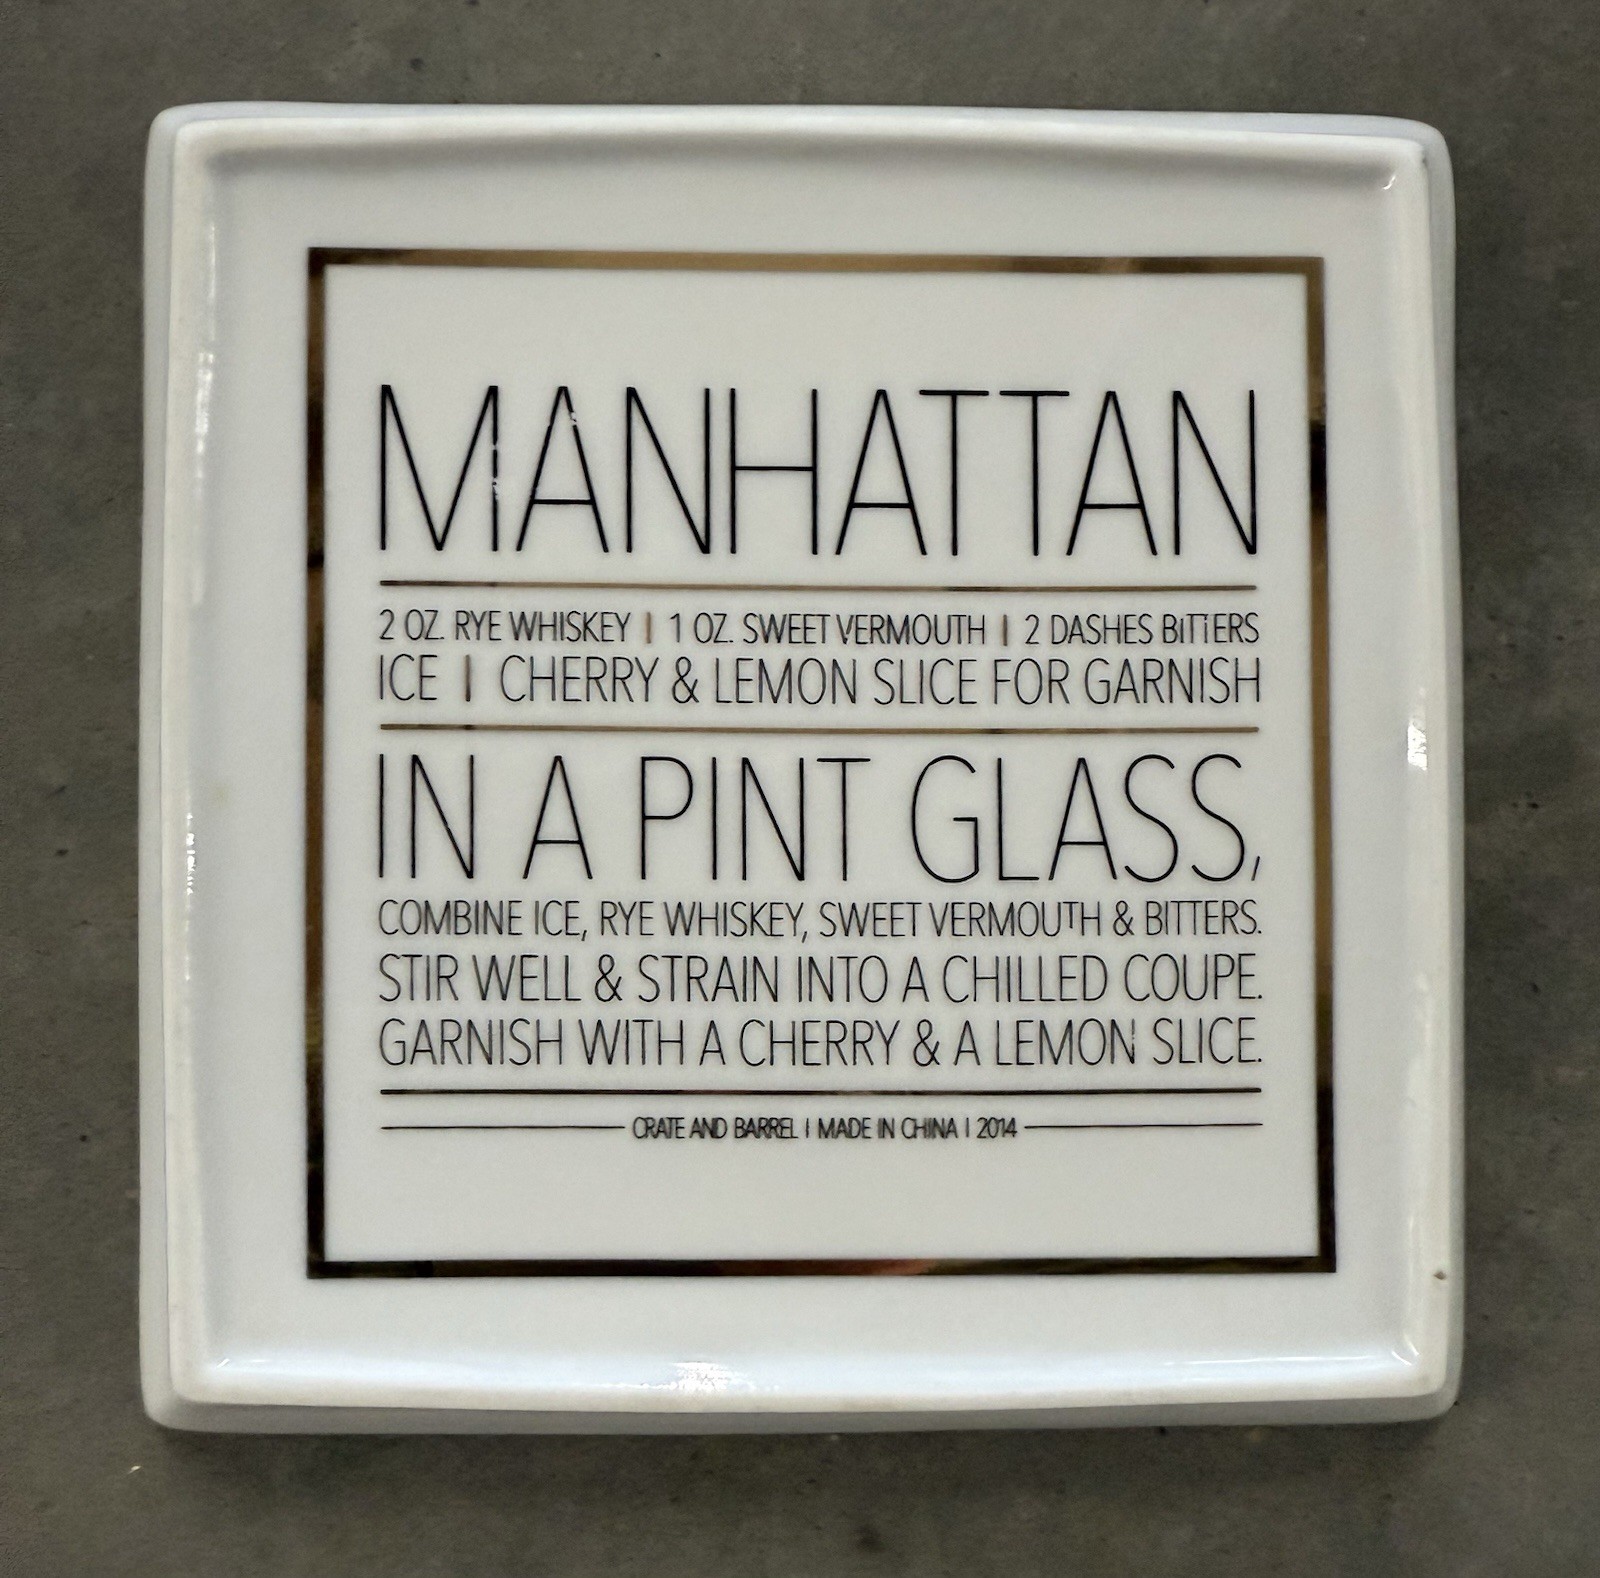 MANHATTAN
2 OZ. RYE WHISKEY | 1 OZ. SWEET VERMOUTH | 2 DASHES BITTERS
ICE | CHERRY & LEMON SLICE FOR GARNISH
IN A PINT GLASS,
COMBINE ICE, RYE WHISKEY, SWEET VERMOUTH & BITTERS.
STIR WELL & STRAIN INTO A CHILLED COUPE.
GARNISH WITH A CHERRY & A LEMON SLICE.
CRATE AND BARREL | MADE IN CHINA | 2014